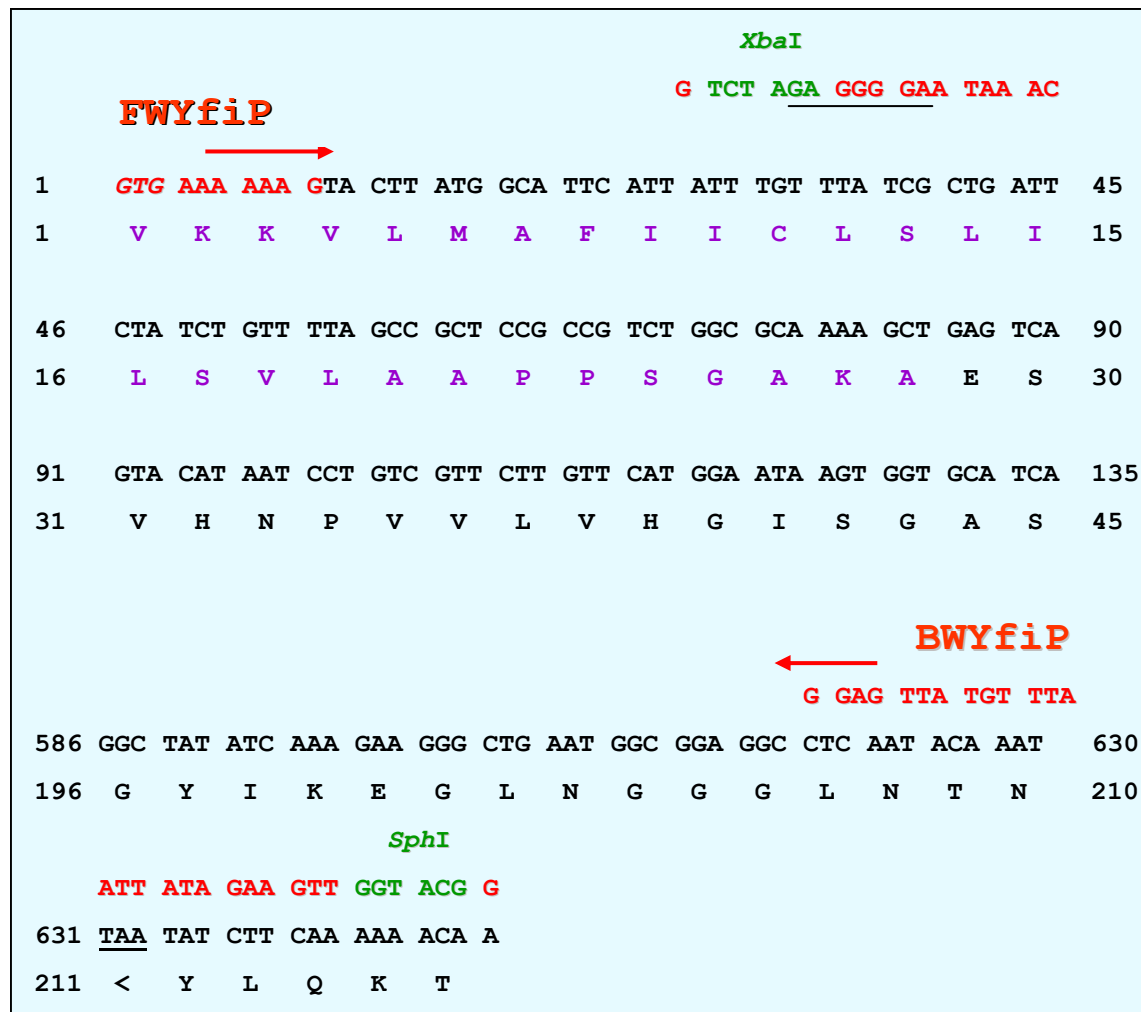 XbaI
G TCT AGA GGG GAA TAA AC
FWYfiP
1 GTG AAA AAA GTA CTT ATG GCA TTC ATT ATT TGT TTA TCG CTG ATT 45
1 V K K V L M A F I I C L S L I 15
46 CTA TCT GTT TTA GCC GCT CCG CCG TCT GGC GCA AAA GCT GAG TCA 90
16 L S V L A A P P S G A K A E S 30
91 GTA CAT AAT CCT GTC GTT CTT GTT CAT GGA ATA AGT GGT GCA TCA 135
31 V H N P V V L V H G I S G A S 45
BWYfiP
G GAG TTA TGT TTA
586 GGC TAT ATC AAA GAA GGG CTG AAT GGC GGA GGC CTC AAT ACA AAT 630
196 G Y I K E G L N G G G L N T N 210
SphI
ATT ATA GAA GTT GGT ACG G
631 TAA TAT CTT CAA AAA ACA A
211 < Y L Q K T